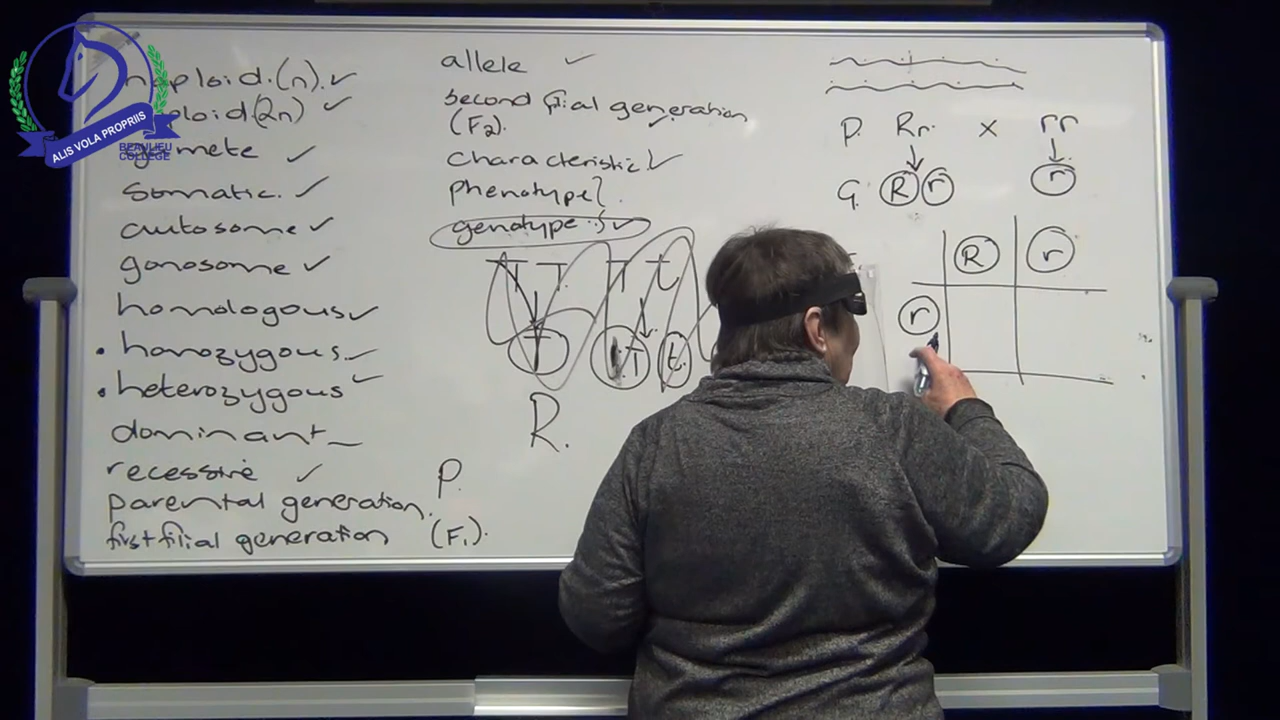 ALIS VOLA PROPRIIS
BEAULIEU
COLLEGE
haploid.(n). ✓
diploid(2n) ✓
gamete ✓
somatic. ✓
autosome ✓
gonosome ✓
homologous ✓
• homozygous ✓
• heterozygous ✓
dominant _
recessive ✓
parental generation. P.
first filial generation (F1).
allele ✓
second filial generation
(F2). ✓
characteristic. ✓
phenotype}.
genotype ✓
T T. T t
T T t
R.
P. Rr. x rr
G. R r r
R r
r